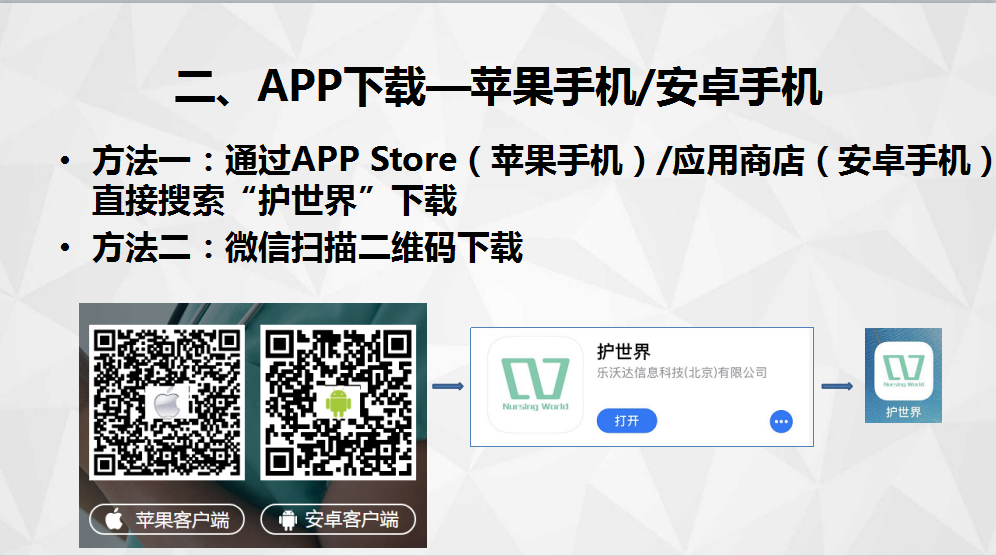 二、APP下载—苹果手机/安卓手机
• 方法一：通过APP Store（苹果手机）/应用商店（安卓手机）
直接搜索“护世界”下载
• 方法二：微信扫描二维码下载
苹果客户端
安卓客户端
Nursing World
护世界
乐沃达信息科技(北京)有限公司
打开
Nursing World
护世界